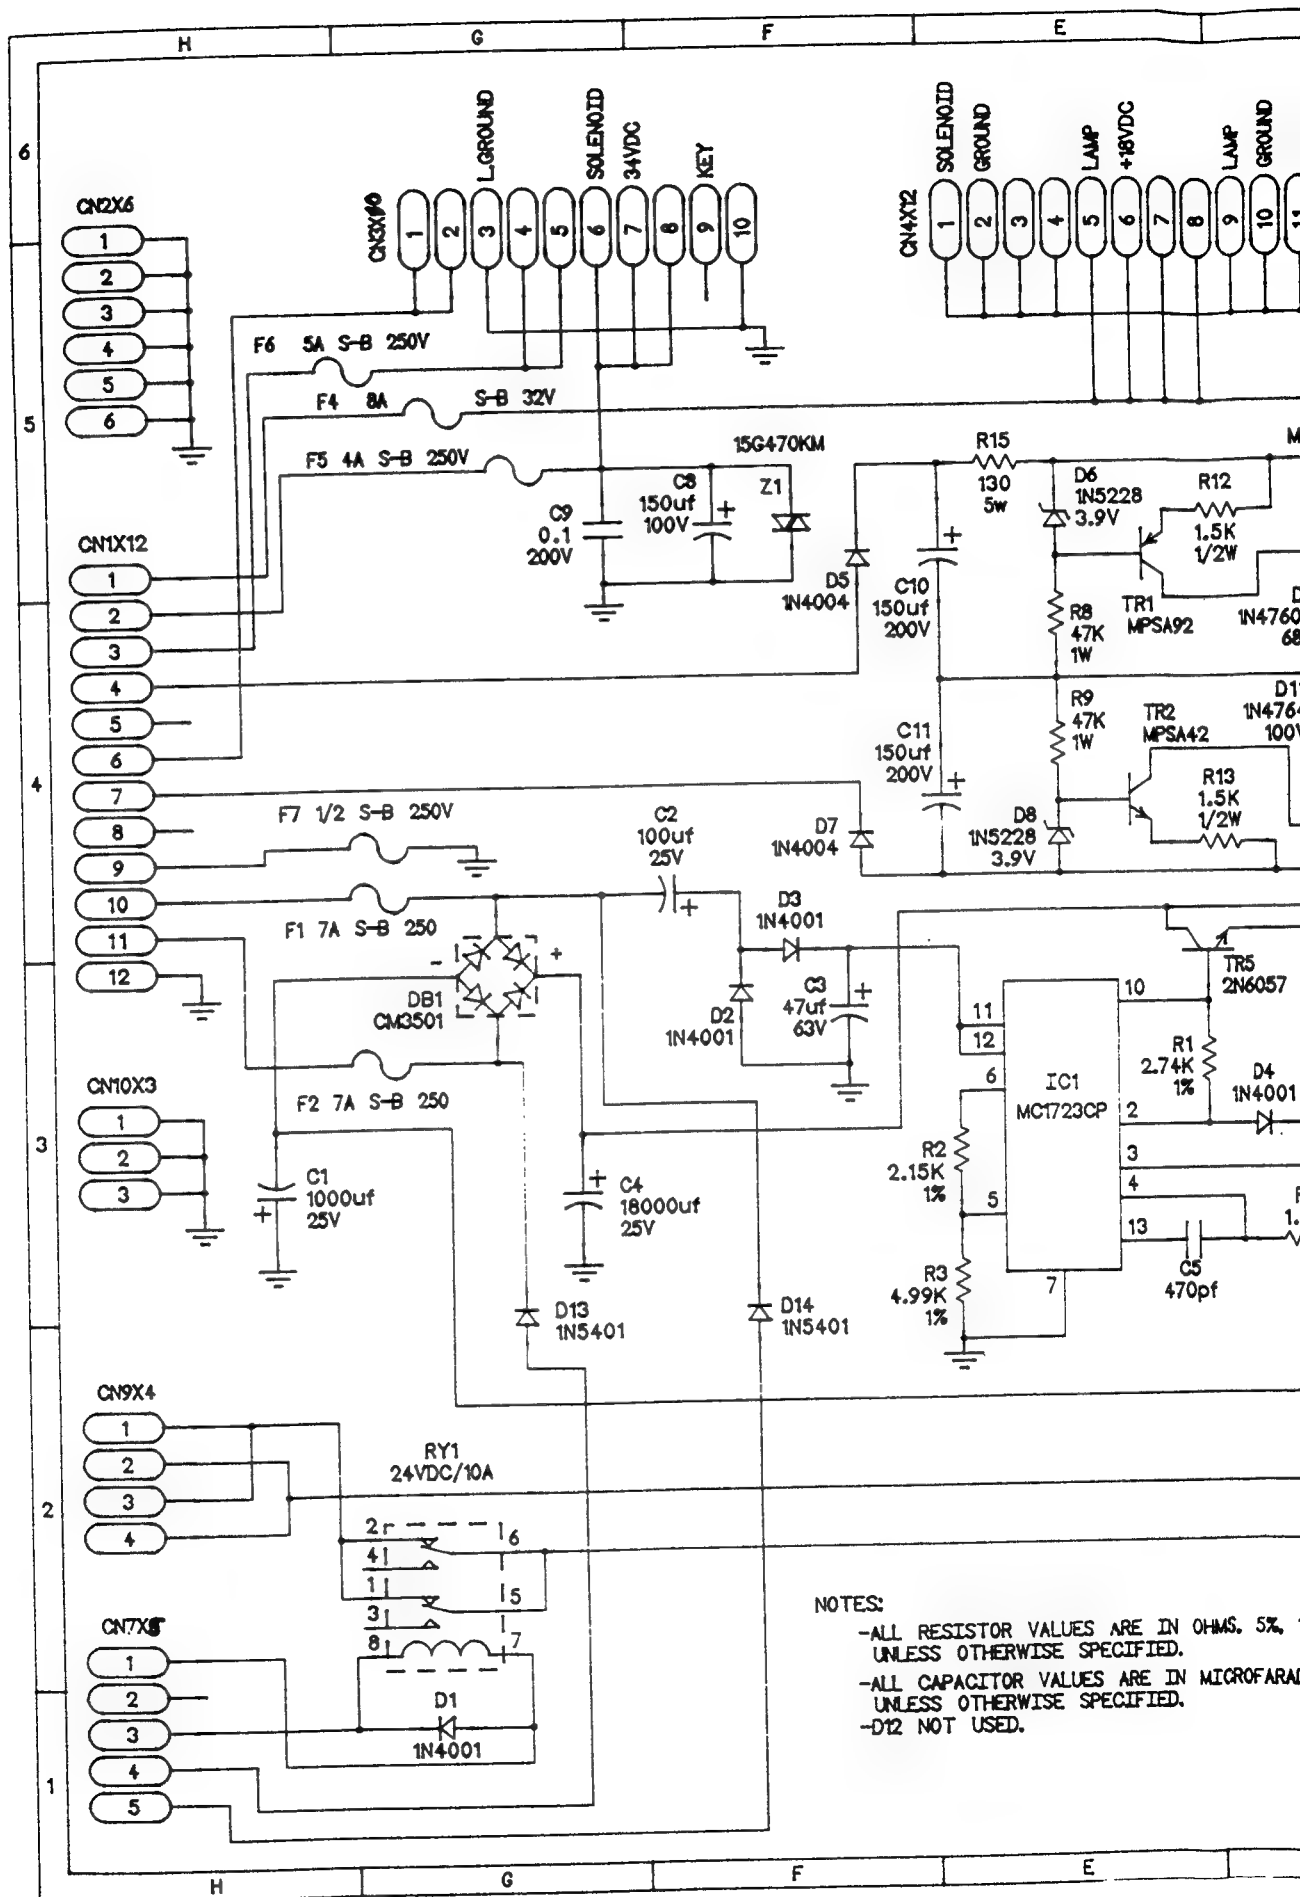 H G F E
6
CN2X6
1
2
3
4
5
6
L.GROUND
SOLENOID
34VDC
KEY
1 2 3 4 5 6 7 8 9 10
SOLENOID
GROUND
LAMP
+18VDC
LAMP
GROUND
CN4X12
1 2 3 4 5 6 7 8 9 10 11
F6 5A S-B 250V
F4 8A S-B 32V
F5 4A S-B 250V
5
15G470KM
Z1
C8
150uf
100V
C9
0.1
200V
R15
130
5w
D6
1N5228
3.9V
R12
1.5K
1/2W
D5
1N4004
C10
150uf
200V
R8
47K
1W
TR1
MPSA92
1N4760
CN1X12
1
2
3
4
5
6
7
8
9
10
11
12
4
C11
150uf
200V
R9
47K
1W
TR2
MPSA42
1N4764
100V
R13
1.5K
1/2W
D8
1N5228
3.9V
D7
1N4004
F7 1/2 S-B 250V
C2
100uf
25V
+
F1 7A S-B 250
- +
DB1
CM3501
D3
1N4001
D2
1N4001
C3
47uf
63V
TR5
2N6057
F2 7A S-B 250
11
12
6
5
7
10
2
3
4
13
IC1
MC1723CP
R1
2.74K
1%
D4
1N4001
R2
2.15K
1%
R3
4.99K
1%
C5
470pf
CN10X3
1
2
3
3
C1
1000uf
25V
C4
18000uf
25V
D13
1N5401
D14
1N5401
CN9X4
1
2
3
4
2
RY1
24VDC/10A
2 6
4
1 5
3
8 7
D1
1N4001
1
2
3
4
5
1
NOTES:
-ALL RESISTOR VALUES ARE IN OHMS. 5%,
UNLESS OTHERWISE SPECIFIED.
-ALL CAPACITOR VALUES ARE IN MICROFARAD
UNLESS OTHERWISE SPECIFIED.
-D12 NOT USED.
H G F E